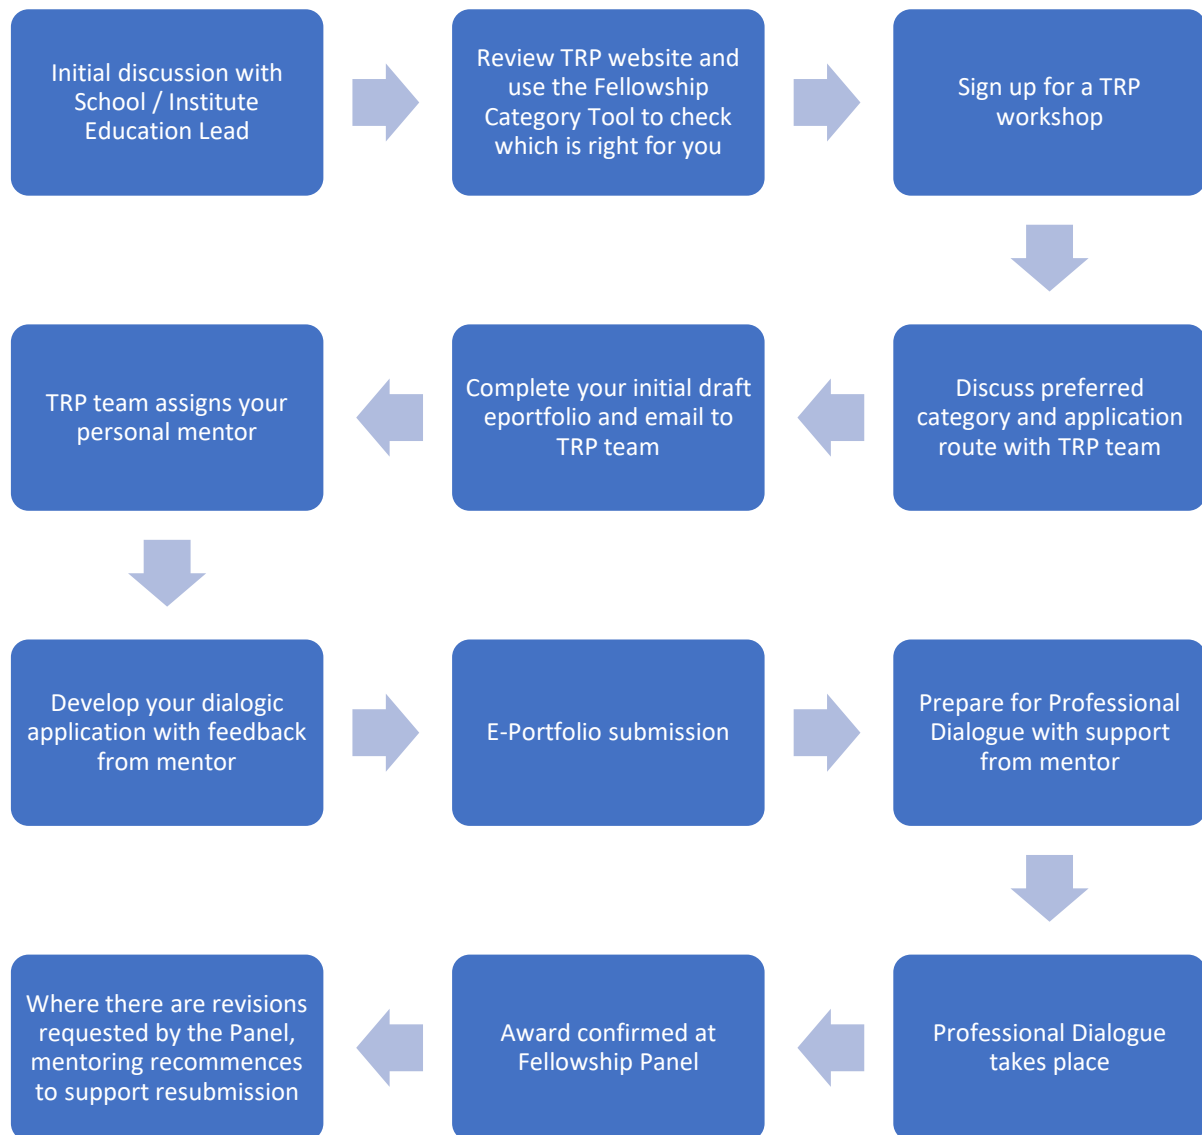 Initial discussion with
School / Institute
Education Lead
Review TRP website and
use the Fellowship
Category Tool to check
which is right for you
Sign up for a TRP
workshop
Discuss preferred
category and application
route with TRP team
Complete your initial draft
eportfolio and email to
TRP team
TRP team assigns your
personal mentor
Develop your dialogic
application with feedback
from mentor
E-Portfolio submission
Prepare for Professional
Dialogue with support
from mentor
Professional Dialogue
takes place
Award confirmed at
Fellowship Panel
Where there are revisions
requested by the Panel,
mentoring recommences
to support resubmission